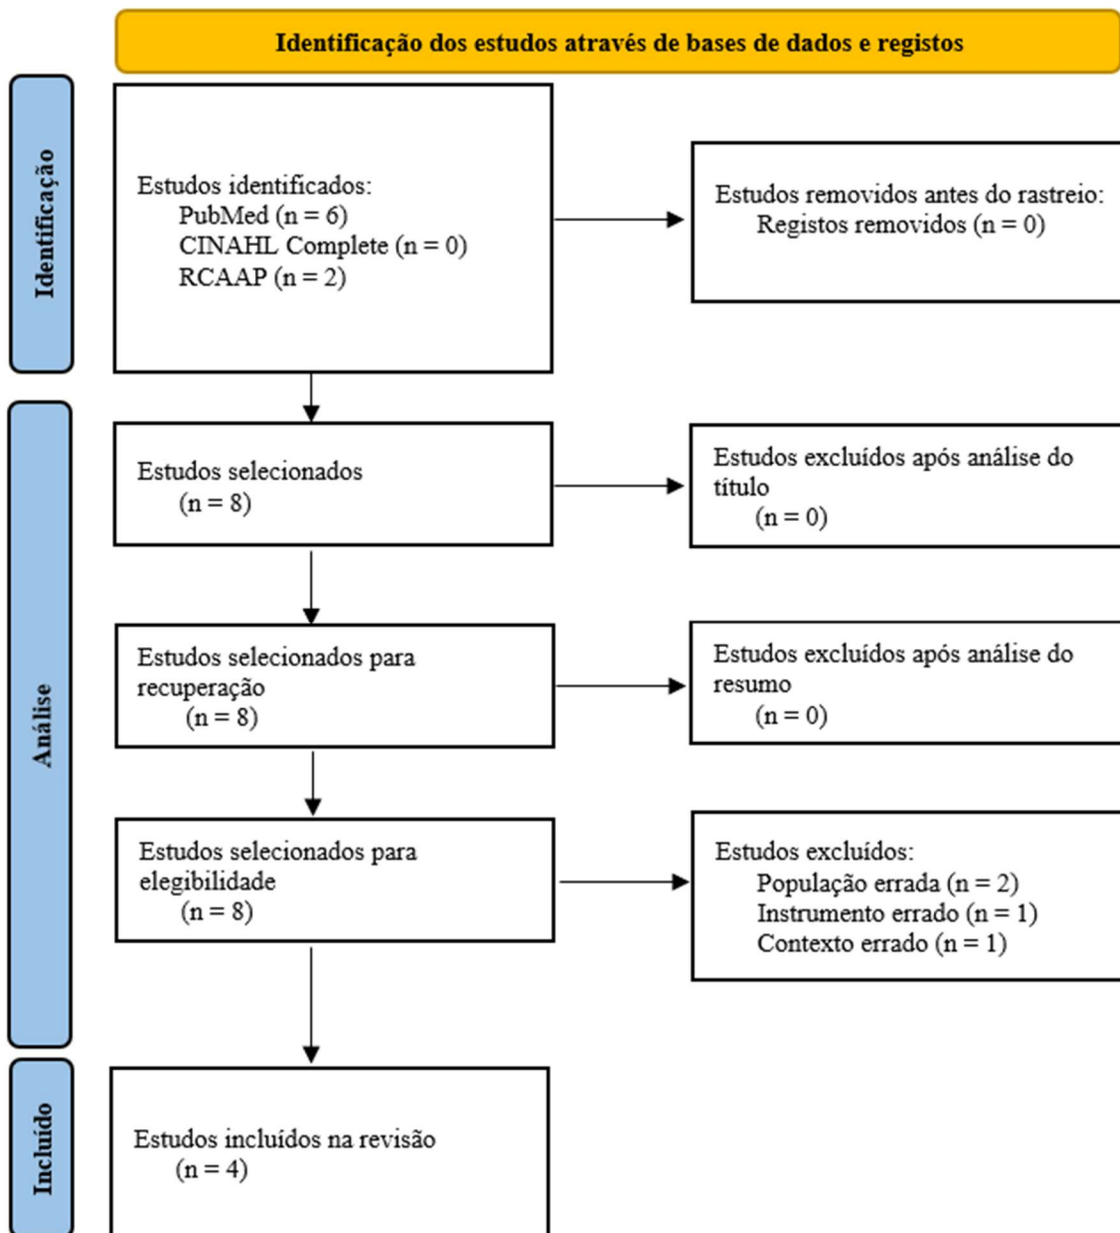 Identificação dos estudos através de bases de dados e registos
Identificação
Estudos identificados:
PubMed (n = 6)
CINAHL Complete (n = 0)
RCAAP (n = 2)
Estudos removidos antes do rastreio:
Registos removidos (n = 0)
Análise
Estudos selecionados
(n = 8)
Estudos excluídos após análise do
título
(n = 0)
Estudos selecionados para
recuperação
(n = 8)
Estudos excluídos após análise do
resumo
(n = 0)
Estudos selecionados para
elegibilidade
(n = 8)
Estudos excluídos:
População errada (n = 2)
Instrumento errado (n = 1)
Contexto errado (n = 1)
Incluído
Estudos incluídos na revisão
(n = 4)